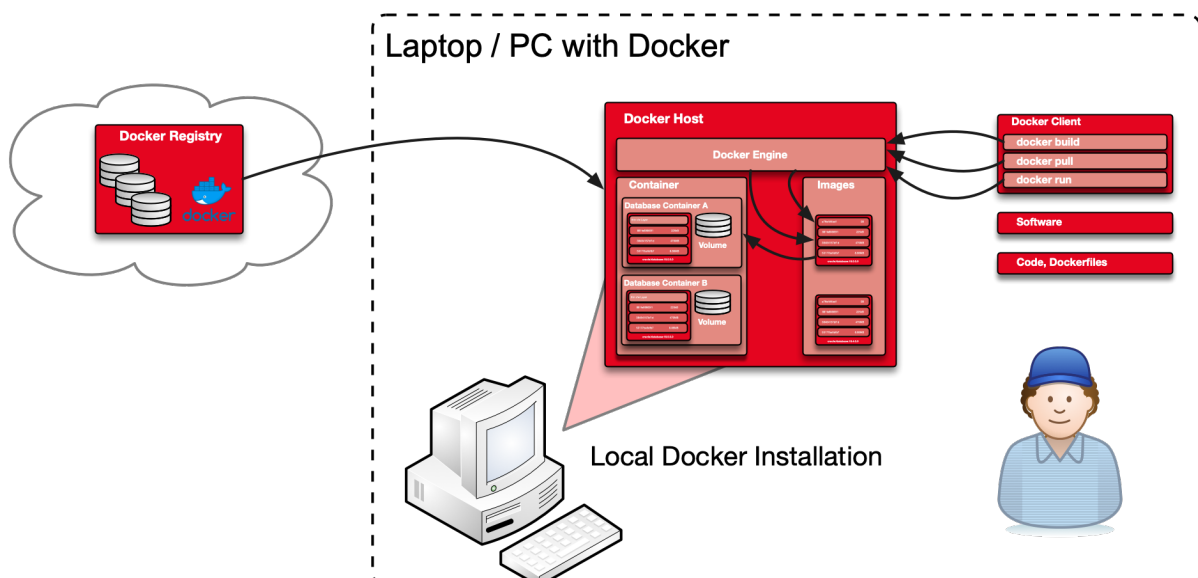 Laptop / PC with Docker
Docker Registry
docker
Docker Host
Docker Engine
Container
Database Container A
Volume
Database Container B
Volume
Images
Docker Client
docker build
docker pull
docker run
Software
Code, Dockerfiles
Local Docker Installation